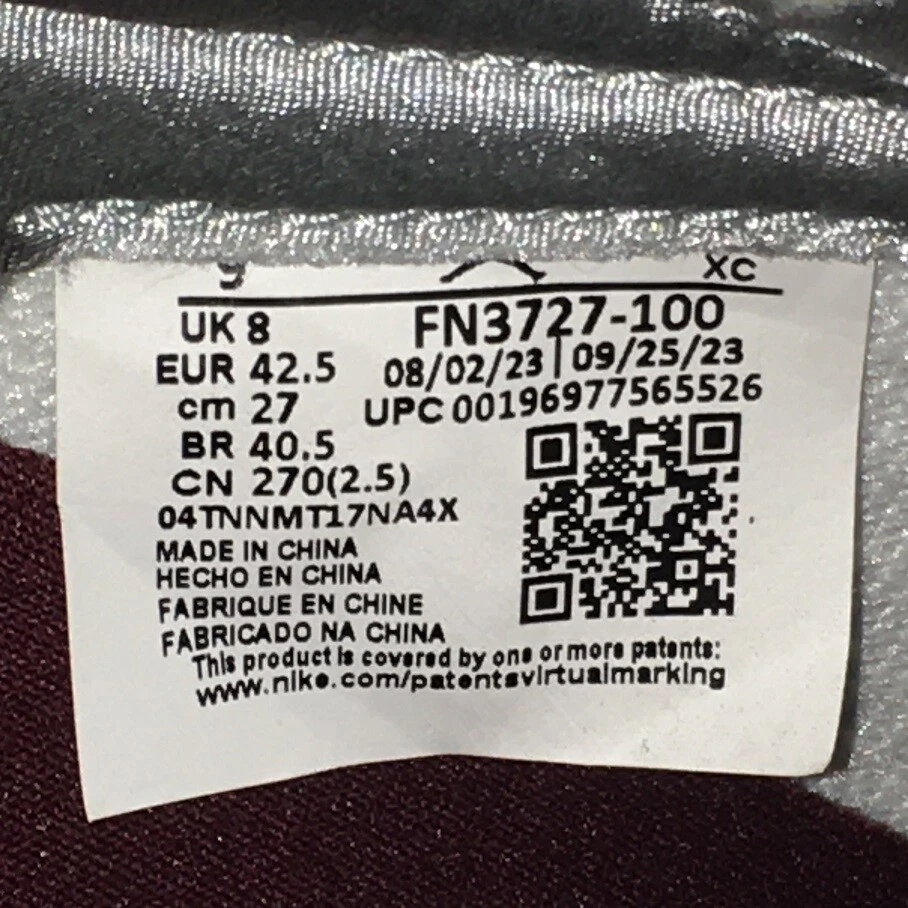 XC
UK 8 FN3727-100
EUR 42.5 08/02/23 | 09/25/23
cm 27 UPC 00196977565526
BR 40.5
CN 270(2.5)
04TNNMT17NA4X
MADE IN CHINA
HECHO EN CHINA
FABRIQUE EN CHINE
FABRICADO NA CHINA
This product is covered by one or more patents:
www.nike.com/patentsvirtualmarking